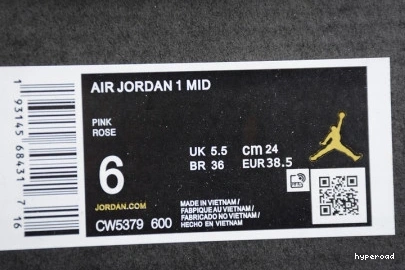 AIR JORDAN 1 MID
PINK
ROSE
6
UK 5.5 cm 24
BR 36 EUR 38.5
JORDAN.COM
CW5379 600
MADE IN VIETNAM /
FABRIQUÉ AU VIETNAM /
FABRICADO NO VIETNAM /
HECHO EN VIETNAM
1 93145 68431 7 16
hyperoad